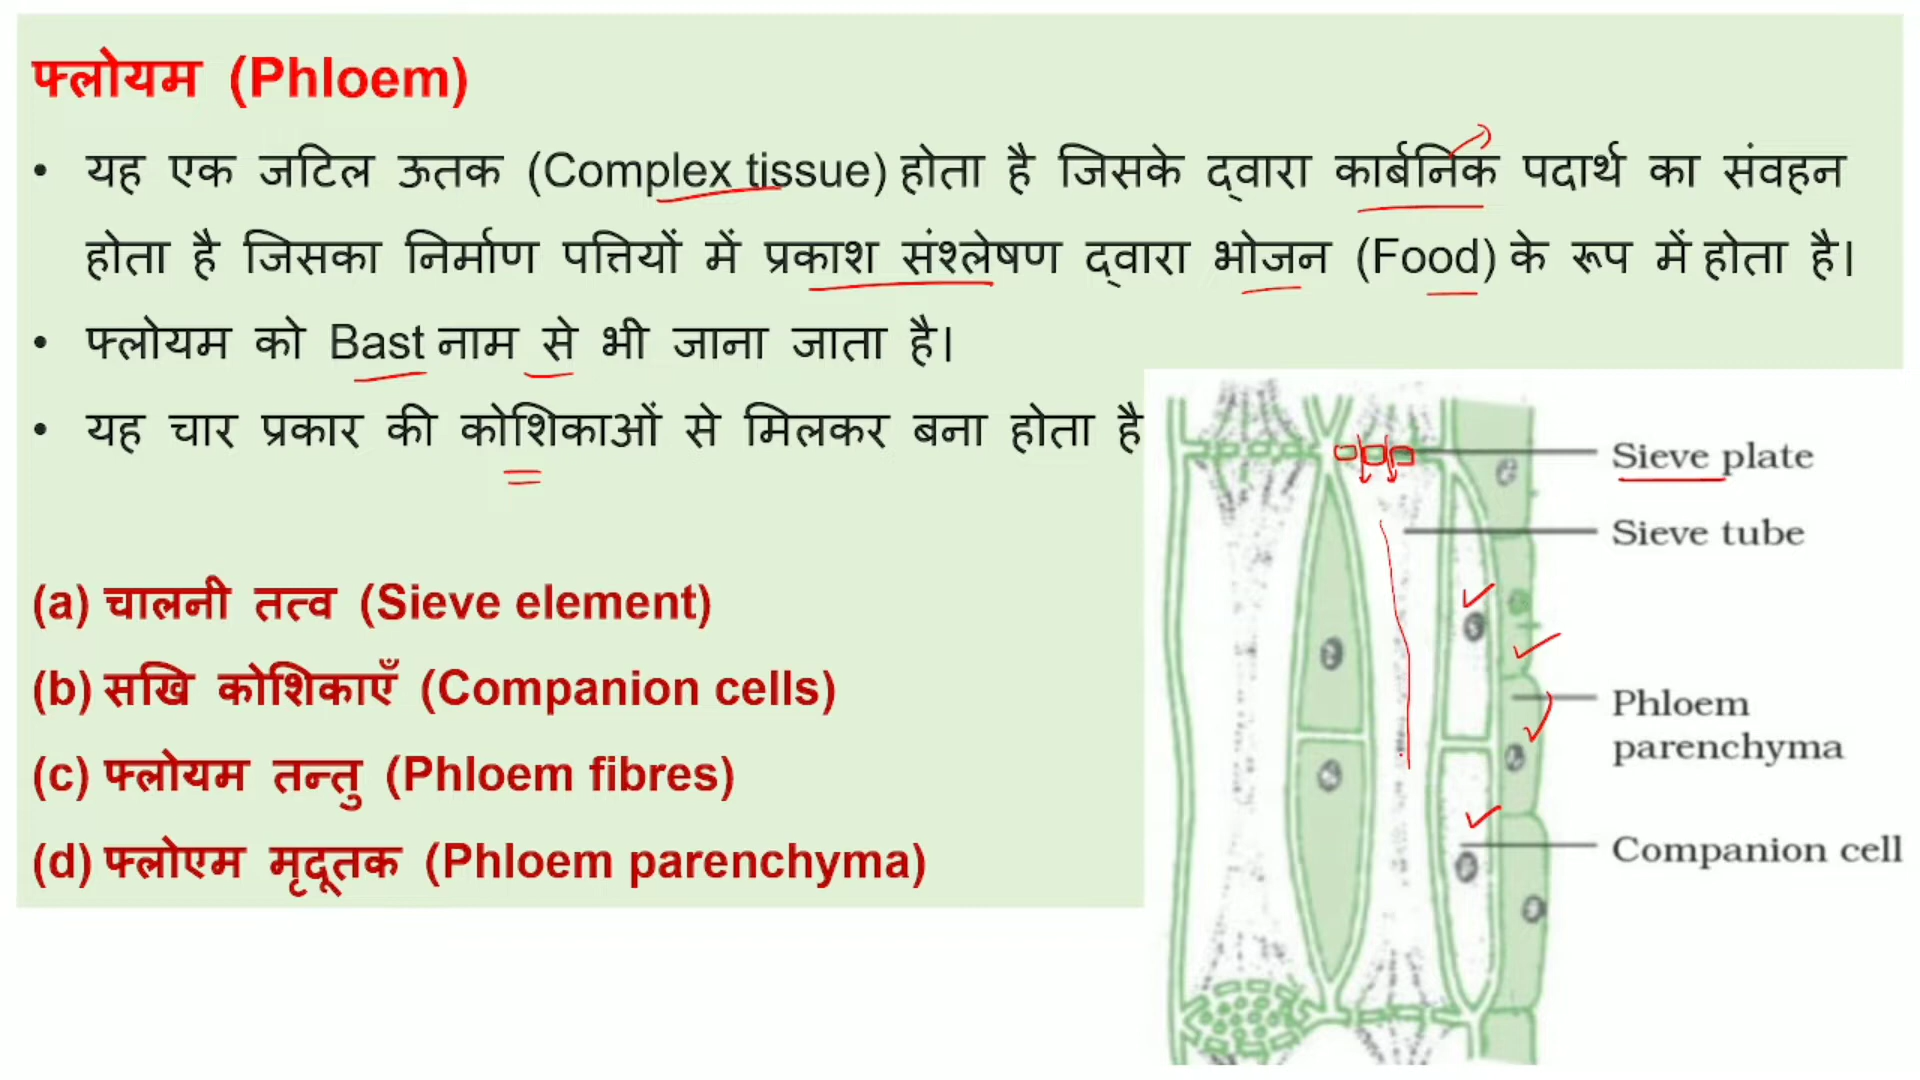 फ्लोयम (Phloem)
• यह एक जटिल ऊतक (Complex tissue) होता है जिसके द्वारा कार्बनिक पदार्थ का संवहन
होता है जिसका निर्माण पत्तियों में प्रकाश संश्लेषण द्वारा भोजन (Food) के रूप में होता है।
• फ्लोयम को Bast नाम से भी जाना जाता है।
• यह चार प्रकार की कोशिकाओं से मिलकर बना होता है
(a) चालनी तत्व (Sieve element)
(b) सखि कोशिकाएँ (Companion cells)
(c) फ्लोयम तन्तु (Phloem fibres)
(d) फ्लोएम मृदूतक (Phloem parenchyma)
Sieve plate
Sieve tube
Phloem
parenchyma
Companion cell